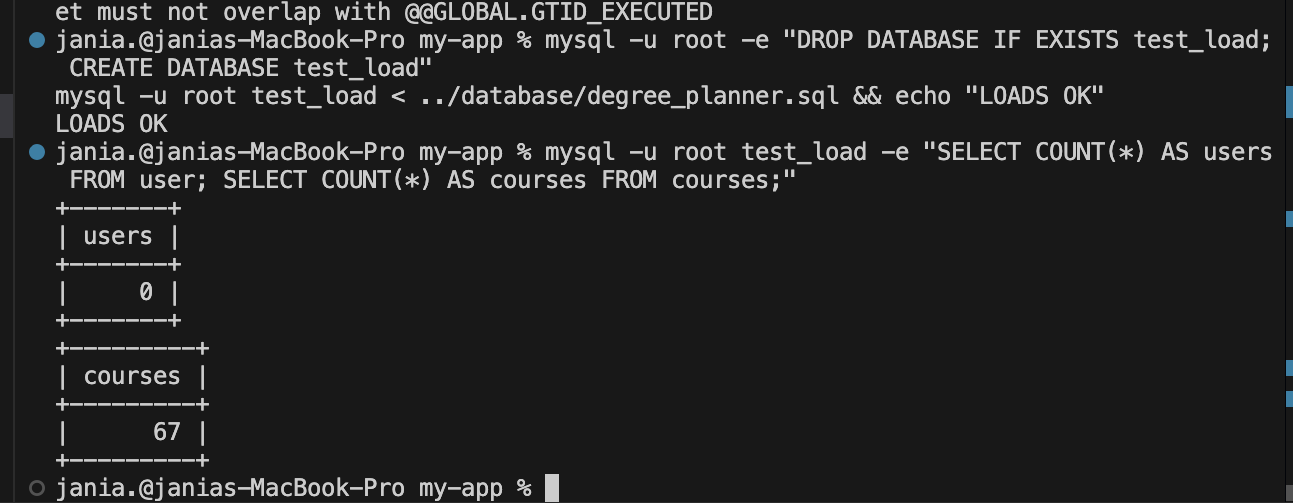 et must not overlap with @@GLOBAL.GTID_EXECUTED
jania.@janias-MacBook-Pro my-app % mysql -u root -e "DROP DATABASE IF EXISTS test_load;
CREATE DATABASE test_load"
mysql -u root test_load < ../database/degree_planner.sql && echo "LOADS OK"
LOADS OK
jania.@janias-MacBook-Pro my-app % mysql -u root test_load -e "SELECT COUNT(*) AS users
FROM user; SELECT COUNT(*) AS courses FROM courses;"
+-------+
| users |
+-------+
|     0 |
+-------+
+---------+
| courses |
+---------+
|      67 |
+---------+
jania.@janias-MacBook-Pro my-app %